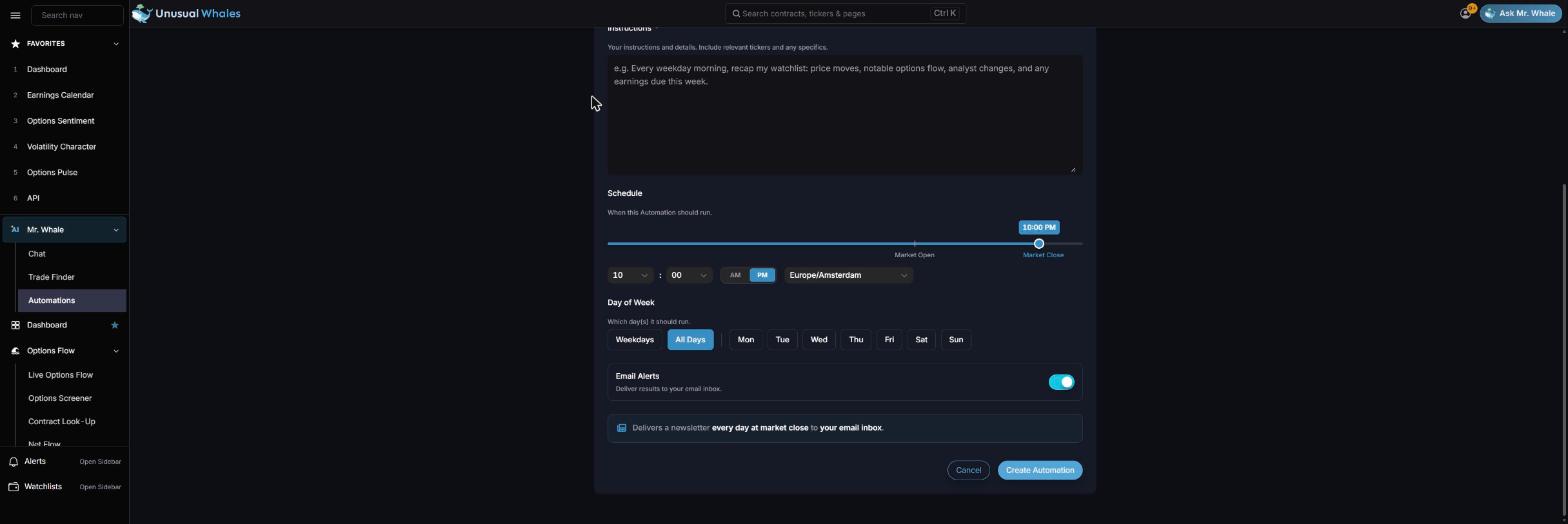 Search nav
Unusual Whales
Search contracts, tickers & pages
Ctrl K
9+
Ask Mr. Whale
FAVORITES
1 Dashboard
2 Earnings Calendar
3 Options Sentiment
4 Volatility Character
5 Options Pulse
6 API
AI Mr. Whale
Chat
Trade Finder
Automations
Dashboard
Options Flow
Live Options Flow
Options Screener
Contract Look-Up
Net Flow
Alerts Open Sidebar
Watchlists Open Sidebar
Instructions
Your instructions and details. Include relevant tickers and any specifics.
e.g. Every weekday morning, recap my watchlist: price moves, notable options flow, analyst changes, and any
earnings due this week.
Schedule
When this Automation should run.
10:00 PM
Market Open Market Close
10 : 00 AM PM Europe/Amsterdam
Day of Week
Which day(s) it should run.
Weekdays All Days Mon Tue Wed Thu Fri Sat Sun
Email Alerts
Deliver results to your email inbox.
Delivers a newsletter every day at market close to your email inbox.
Cancel Create Automation